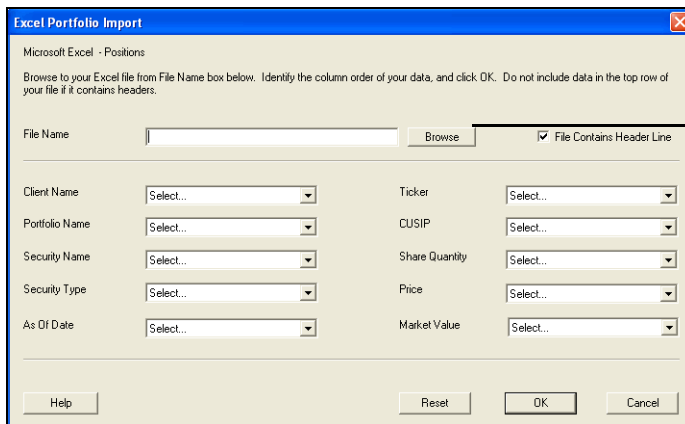 Excel Portfolio Import
Microsoft Excel - Positions
Browse to your Excel file from File Name box below. Identify the column order of your data, and click OK. Do not include data in the top row of
your file if it contains headers.
File Name Browse File Contains Header Line
Client Name Select... Ticker Select...
Portfolio Name Select... CUSIP Select...
Security Name Select... Share Quantity Select...
Security Type Select... Price Select...
As Of Date Select... Market Value Select...
Help Reset OK Cancel